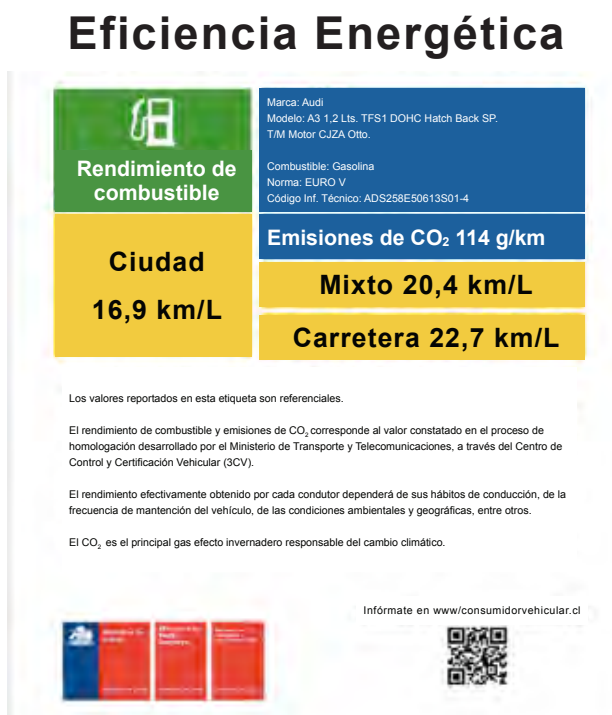 Eficiencia Energética
Rendimiento de
combustible
Marca: Audi
Modelo: A3 1,2 Lts. TFS1 DOHC Hatch Back SP.
T/M Motor CJZA Otto.
Combustible: Gasolina
Norma: EURO V
Código Inf. Técnico: ADS258E50613S01-4
Ciudad
16,9 km/L
Emisiones de CO₂ 114 g/km
Mixto 20,4 km/L
Carretera 22,7 km/L
Los valores reportados en esta etiqueta son referenciales.
El rendimiento de combustible y emisiones de CO₂ corresponde al valor constatado en el proceso de
homologación desarrollado por el Ministerio de Transporte y Telecomunicaciones, a través del Centro de
Control y Certificación Vehicular (3CV).
El rendimiento efectivamente obtenido por cada condutor dependerá de sus hábitos de conducción, de la
frecuencia de mantención del vehículo, de las condiciones ambientales y geográficas, entre otros.
El CO₂ es el principal gas efecto invernadero responsable del cambio climático.
Infórmate en www/consumidorvehicular.cl